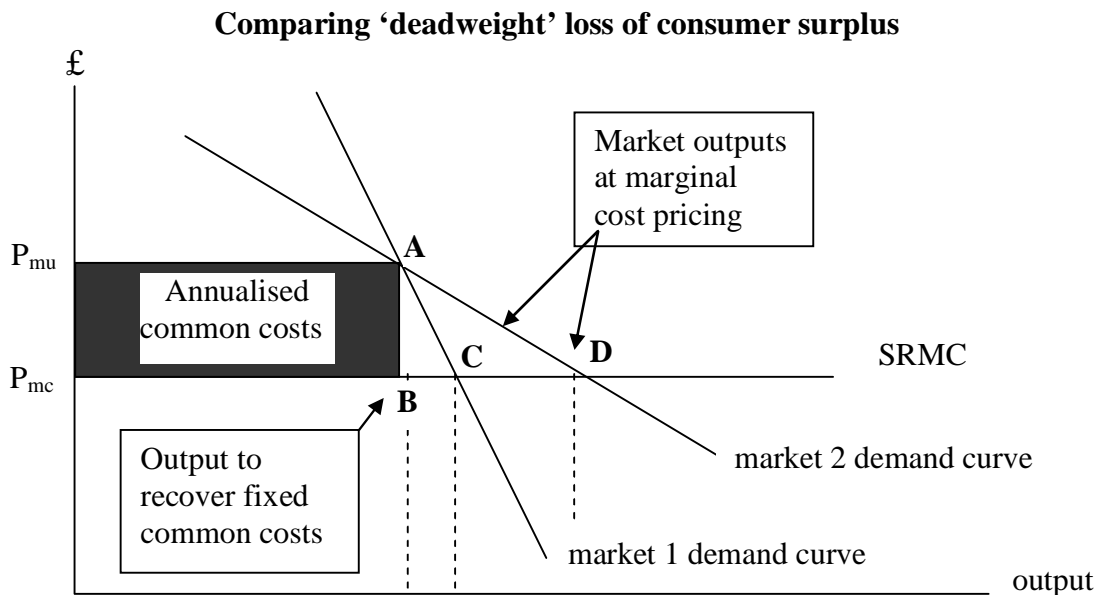 Comparing ‘deadweight’ loss of consumer surplus
£
Market outputs
at marginal
cost pricing
A
Pmu
Annualised
common costs
C
D
SRMC
Pmc
B
Output to
recover fixed
common costs
market 2 demand curve
market 1 demand curve
output